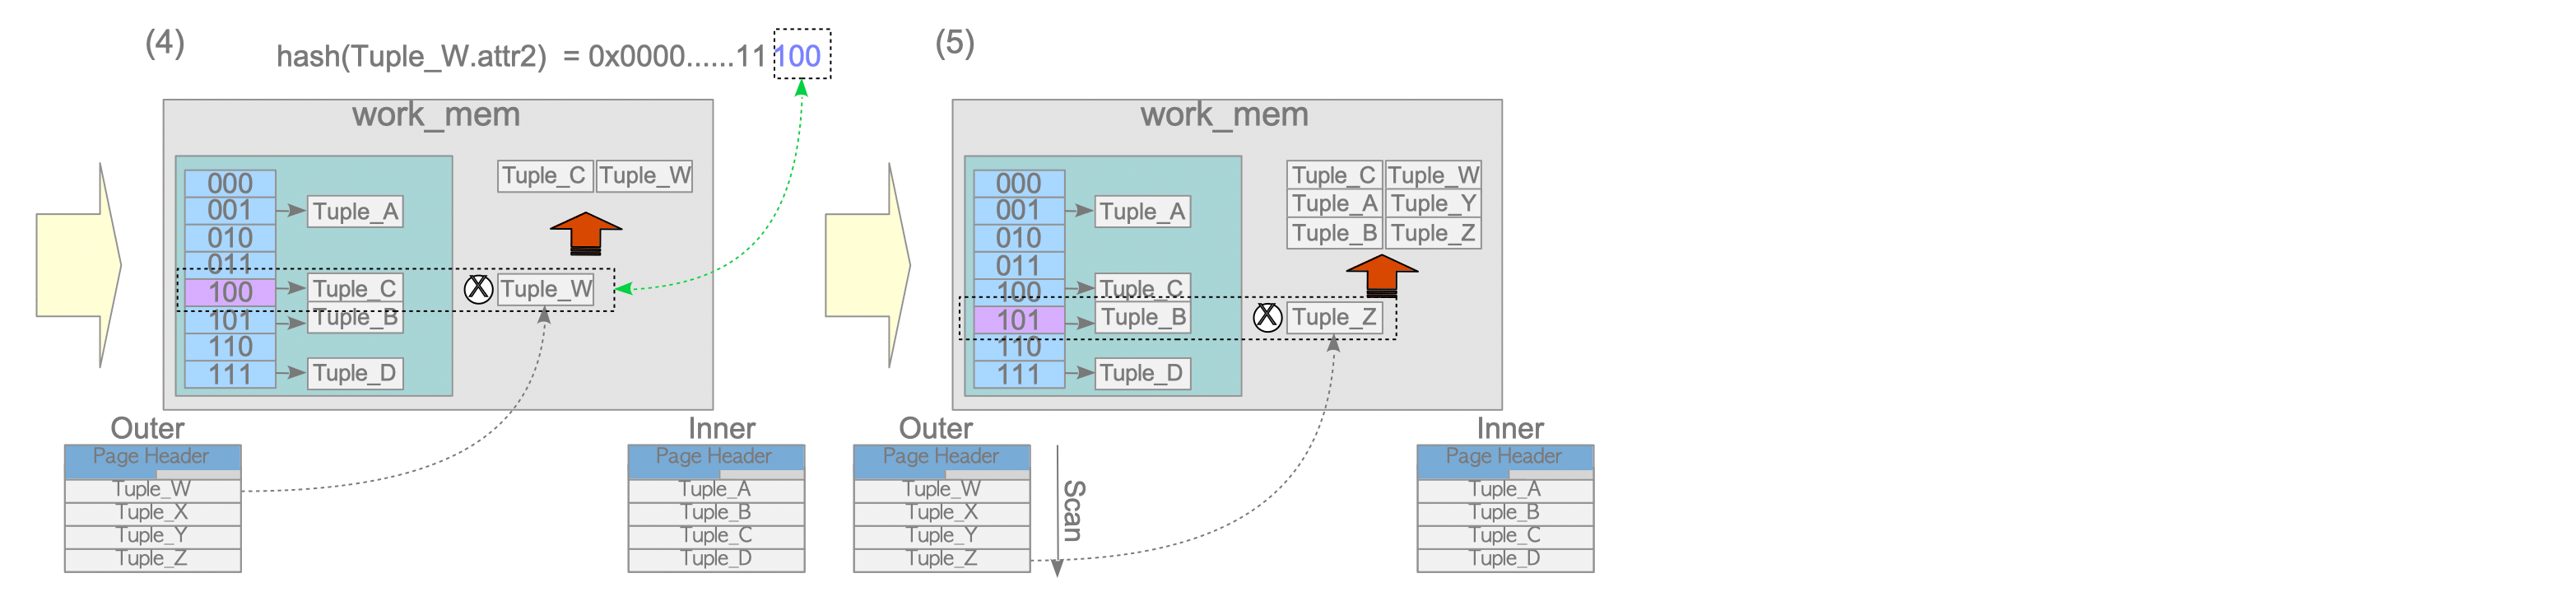 (4)
hash(Tuple_W.attr2) = 0x0000......11 100
work_mem
000
001
010
011
100
101
110
111
Tuple_A
Tuple_C
Tuple_B
Tuple_D
Tuple_C Tuple_W
X
Tuple_W
Outer
Page Header
Tuple_W
Tuple_X
Tuple_Y
Tuple_Z
Inner
Page Header
Tuple_A
Tuple_B
Tuple_C
Tuple_D
(5)
work_mem
000
001
010
011
100
101
110
111
Tuple_A
Tuple_C
Tuple_B
Tuple_D
Tuple_C Tuple_W
Tuple_A Tuple_Y
Tuple_B Tuple_Z
X
Tuple_Z
Outer
Page Header
Tuple_W
Tuple_X
Tuple_Y
Tuple_Z
Scan
Inner
Page Header
Tuple_A
Tuple_B
Tuple_C
Tuple_D